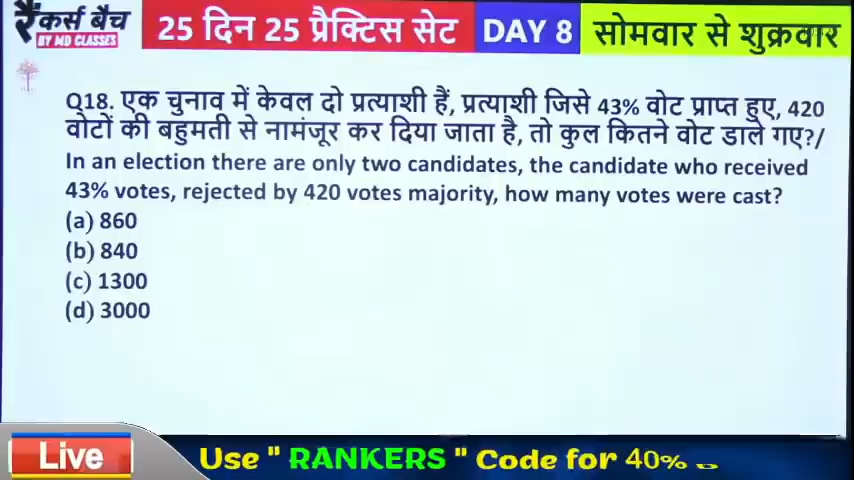 रैंकर्स बैच
BY MD CLASSES
25 दिन 25 प्रैक्टिस सेट
DAY 8
सोमवार से शुक्रवार
Q18. एक चुनाव में केवल दो प्रत्याशी हैं, प्रत्याशी जिसे 43% वोट प्राप्त हुए, 420
वोटों की बहुमती से नामंजूर कर दिया जाता है, तो कुल कितने वोट डाले गए?/
In an election there are only two candidates, the candidate who received
43% votes, rejected by 420 votes majority, how many votes were cast?
(a) 860
(b) 840
(c) 1300
(d) 3000
Live
Use " RANKERS " Code for 40%